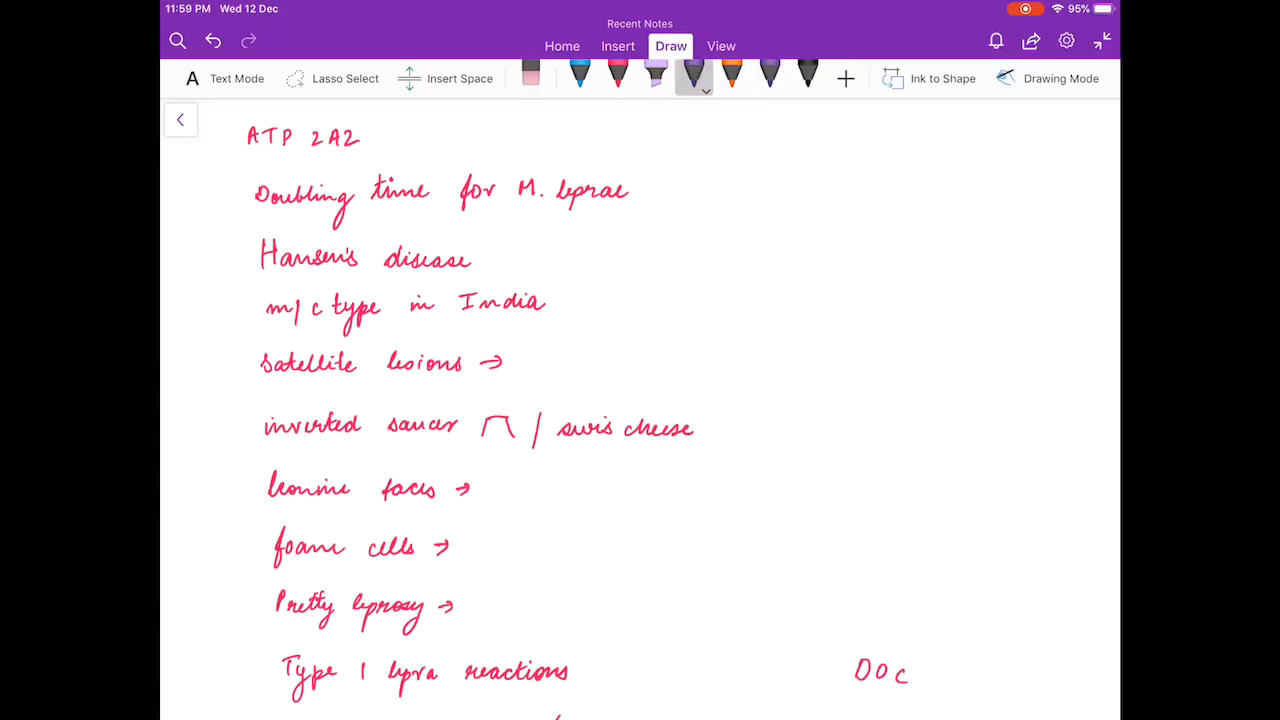 11:59 PM Wed 12 Dec
95%
Recent Notes
Home Insert Draw View
Text Mode Lasso Select Insert Space Ink to Shape Drawing Mode
ATP 2A2
Doubling time for M. leprae
Hansen's disease
m/c type in India
satellite lesions →
inverted saucer / swis cheese
leonine faces →
foam cells →
Pretty leprosy →
Type 1 lepra reactions DOC